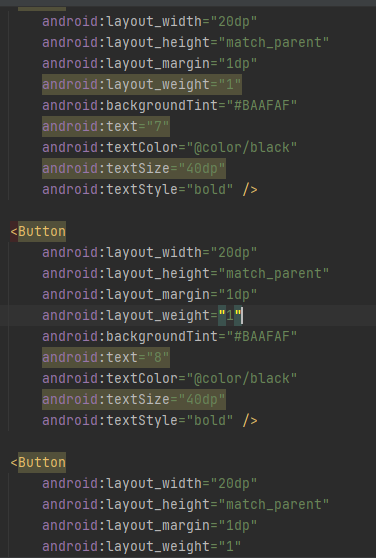 android:layout_width="20dp"
android:layout_height="match_parent"
android:layout_margin="1dp"
android:layout_weight="1"
android:backgroundTint="#BAAFAF"
android:text="7"
android:textColor="@color/black"
android:textSize="40dp"
android:textStyle="bold" />
<Button
android:layout_width="20dp"
android:layout_height="match_parent"
android:layout_margin="1dp"
android:layout_weight="1"
android:backgroundTint="#BAAFAF"
android:text="8"
android:textColor="@color/black"
android:textSize="40dp"
android:textStyle="bold" />
<Button
android:layout_width="20dp"
android:layout_height="match_parent"
android:layout_margin="1dp"
android:layout_weight="1"